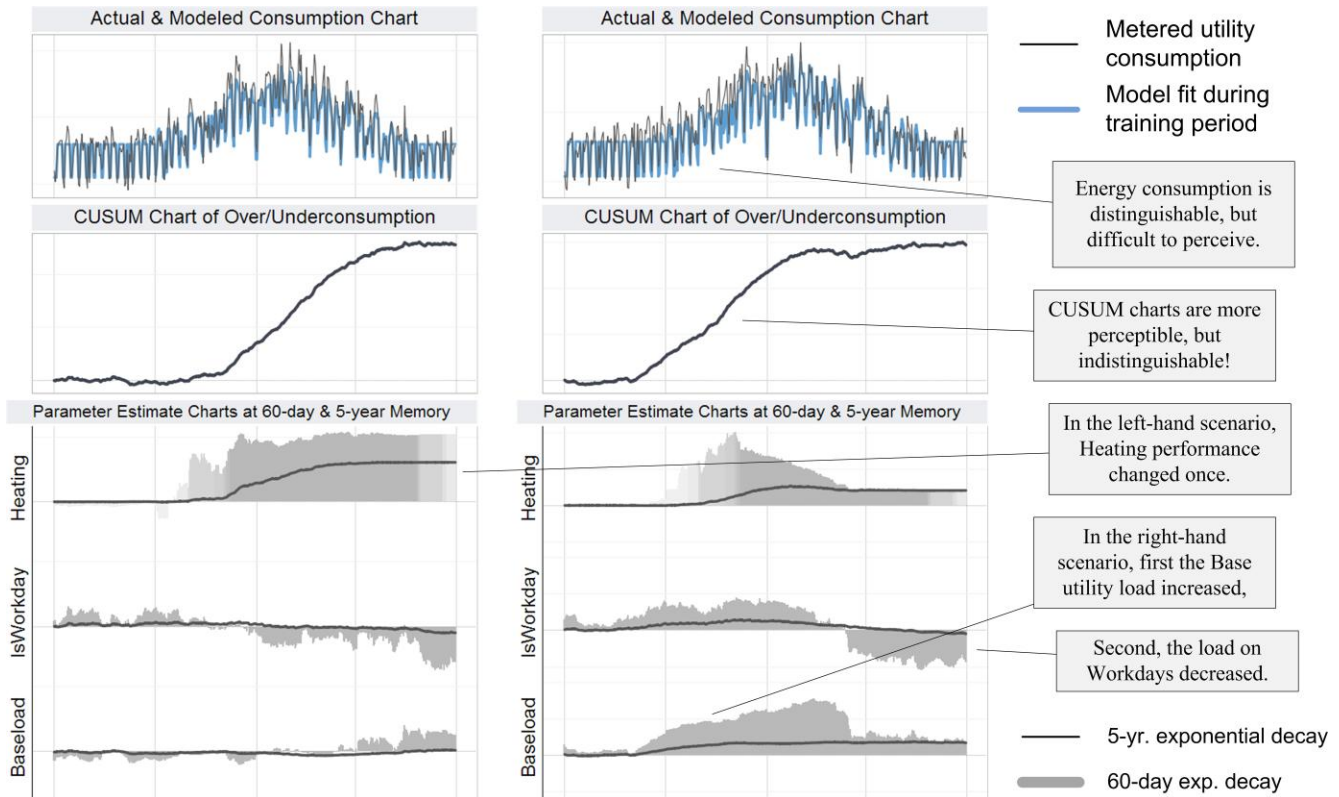 Actual & Modeled Consumption Chart
CUSUM Chart of Over/Underconsumption
Parameter Estimate Charts at 60-day & 5-year Memory
Heating
IsWorkday
Baseload
Actual & Modeled Consumption Chart
CUSUM Chart of Over/Underconsumption
Parameter Estimate Charts at 60-day & 5-year Memory
Heating
IsWorkday
Baseload
Metered utility
consumption
Model fit during
training period
Energy consumption is
distinguishable, but
difficult to perceive.
CUSUM charts are more
perceptible, but
indistinguishable!
In the left-hand scenario,
Heating performance
changed once.
In the right-hand
scenario, first the Base
utility load increased,
Second, the load on
Workdays decreased.
5-yr. exponential decay
60-day exp. decay